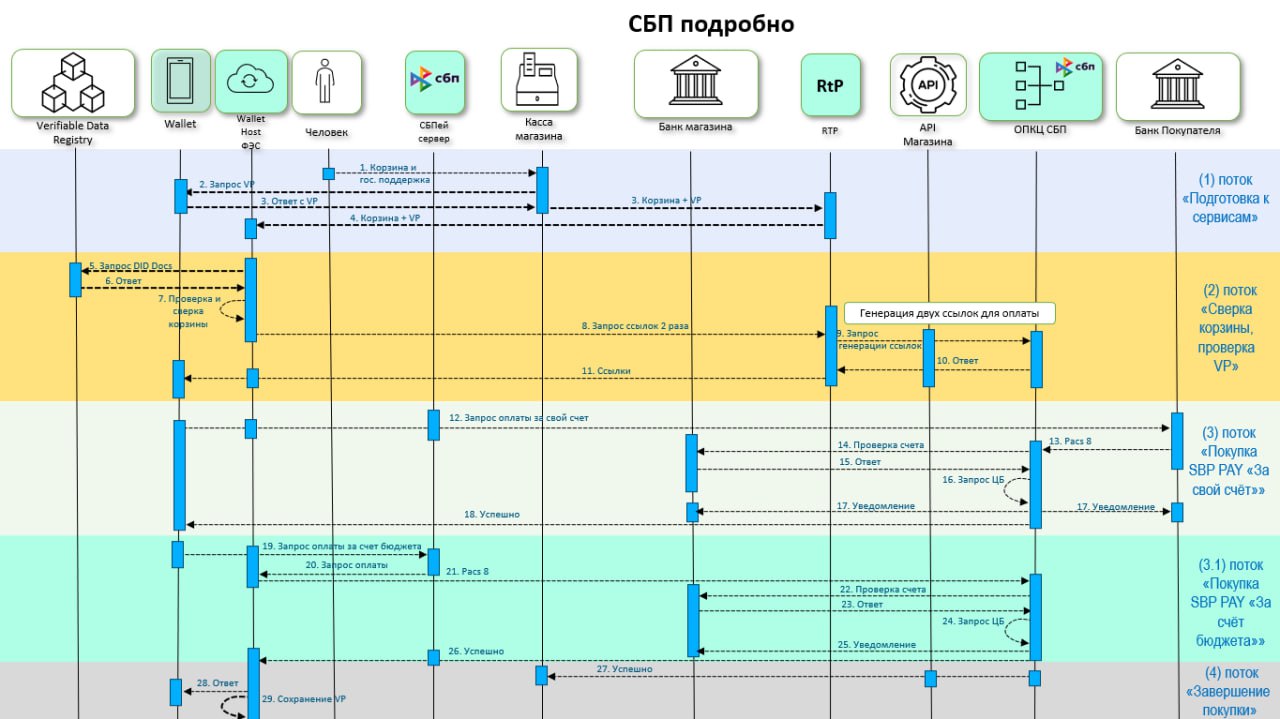 СБП подробно
сбп
RtP
API
сбп
Verifiable Data
Registry
Wallet
Wallet
Host
ФЭС
Человек
СБПей
сервер
Касса
магазина
Банк магазина
RTP
API
Магазина
ОПКЦ СБП
Банк Покупателя
1. Корзина и
гос. поддержка
2. Запрос VP
3. Ответ с VP
3. Корзина + VP
4. Корзина + VP
(1) поток
«Подготовка к
сервисам»
5. Запрос DID Docs
6. Ответ
7. Проверка и
сверка
корзины
8. Запрос ссылок 2 раза
Генерация двух ссылок для оплаты
9. Запрос
генерации ссылок
10. Ответ
11. Ссылки
(2) поток
«Сверка
корзины,
проверка
VP»
12. Запрос оплаты за свой счет
13. Pacs 8
14. Проверка счета
15. Ответ
16. Запрос ЦБ
17. Уведомление
17. Уведомление
18. Успешно
(3) поток
«Покупка
SBP PAY «За
свой счёт»»
19. Запрос оплаты за счет бюджета
20. Запрос оплаты
21. Pacs 8
22. Проверка счета
23. Ответ
24. Запрос ЦБ
25. Уведомление
26. Успешно
(3.1) поток
«Покупка
SBP PAY «За
счёт
бюджета»»
27. Успешно
28. Ответ
29. Сохранение VP
(4) поток
«Завершение
покупки»